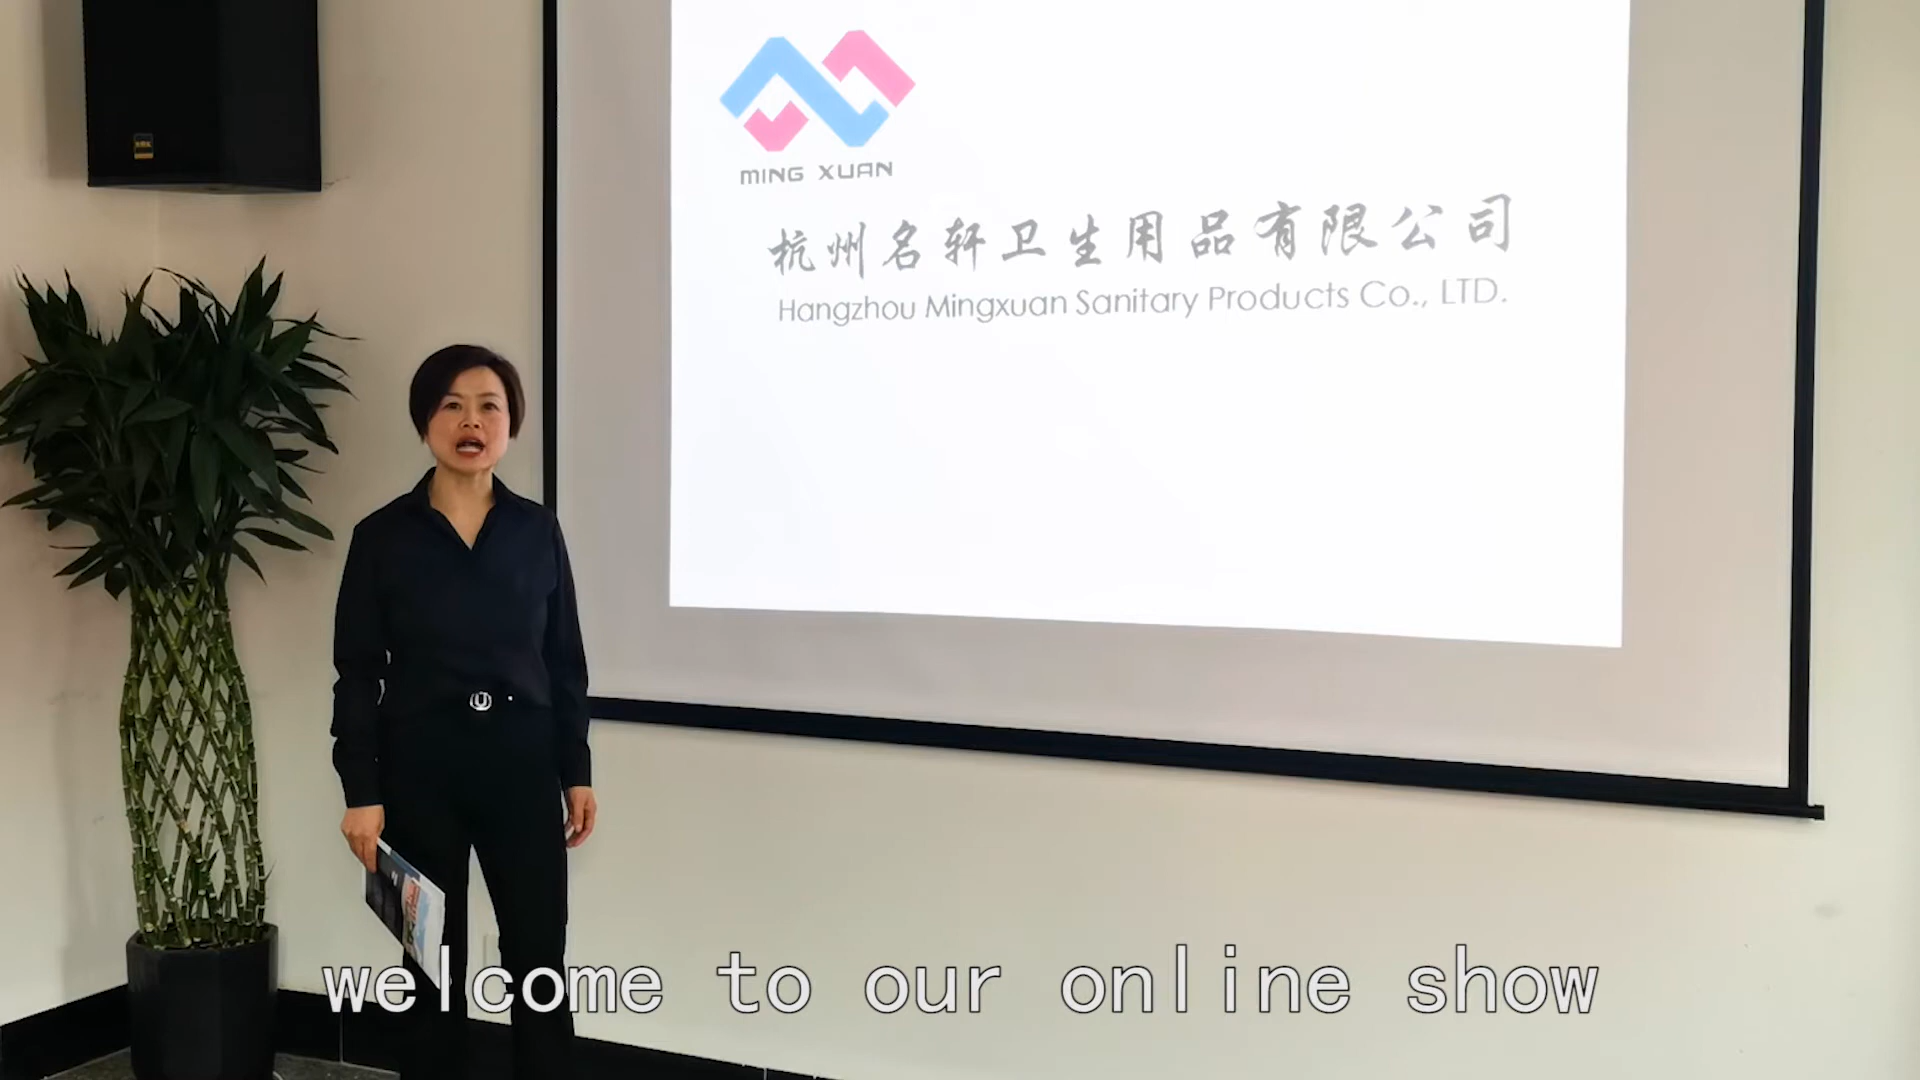 MING XUAN
杭州名轩卫生用品有限公司
Hangzhou Mingxuan Sanitary Products Co., LTD.
welcome to our online show